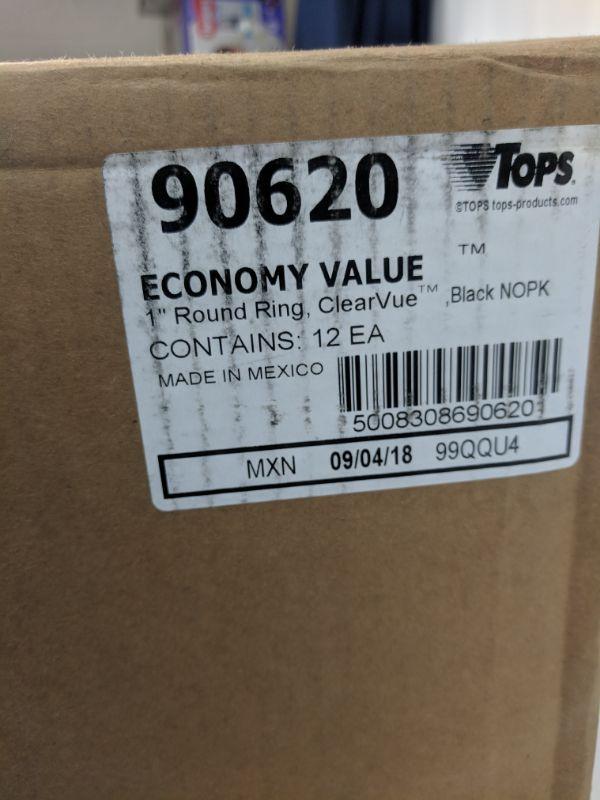 90620
TOPS
©TOPS tops-products.com
ECONOMY VALUE ™
1" Round Ring, ClearVue™ ,Black NOPK
CONTAINS: 12 EA
MADE IN MEXICO
5008308690620
MXN 09/04/18 99QQU4